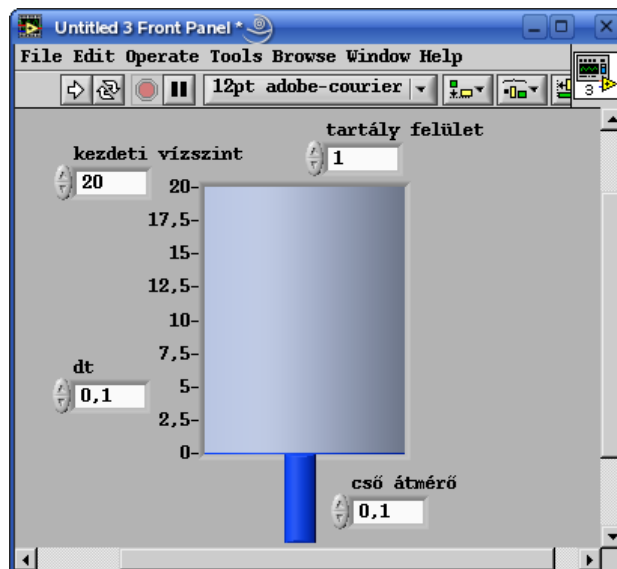 Untitled 3 Front Panel *
File Edit Operate Tools Browse Window Help
12pt adobe-courier
3
tartály felület
1
kezdeti vízszint
20
20
17,5
15
12,5
10
7,5
5
2,5
0
dt
0,1
cső átmérő
0,1